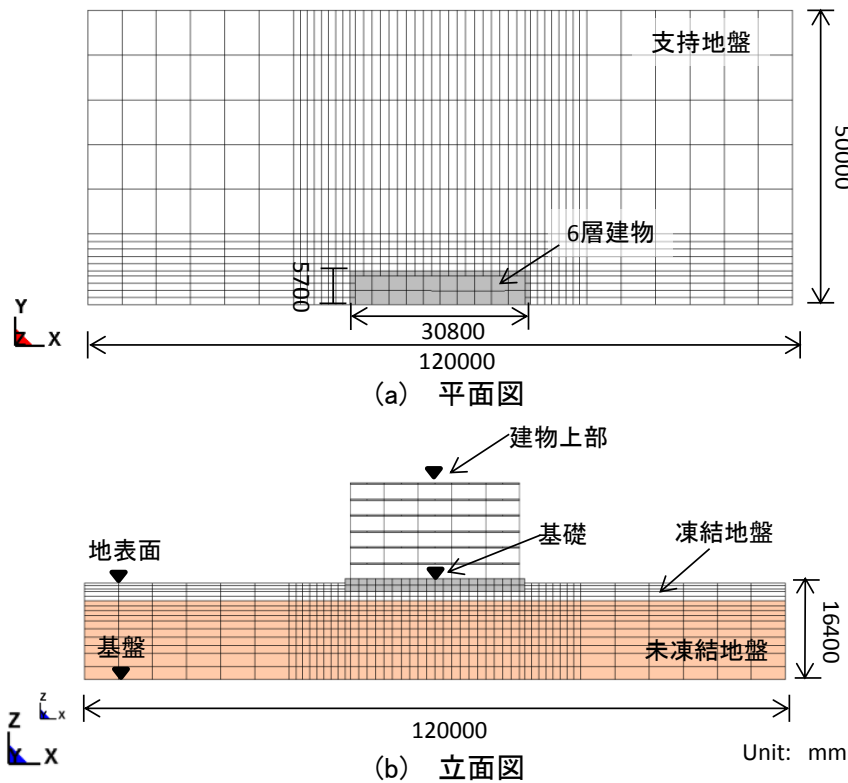 支持地盤
50000
6層建物
5700
30800
120000
Y
Z X
(a) 平面図
建物上部
地表面
基礎
凍結地盤
16400
基盤
未凍結地盤
Z
Y X
Z
Y X
120000
(b) 立面図
Unit: mm